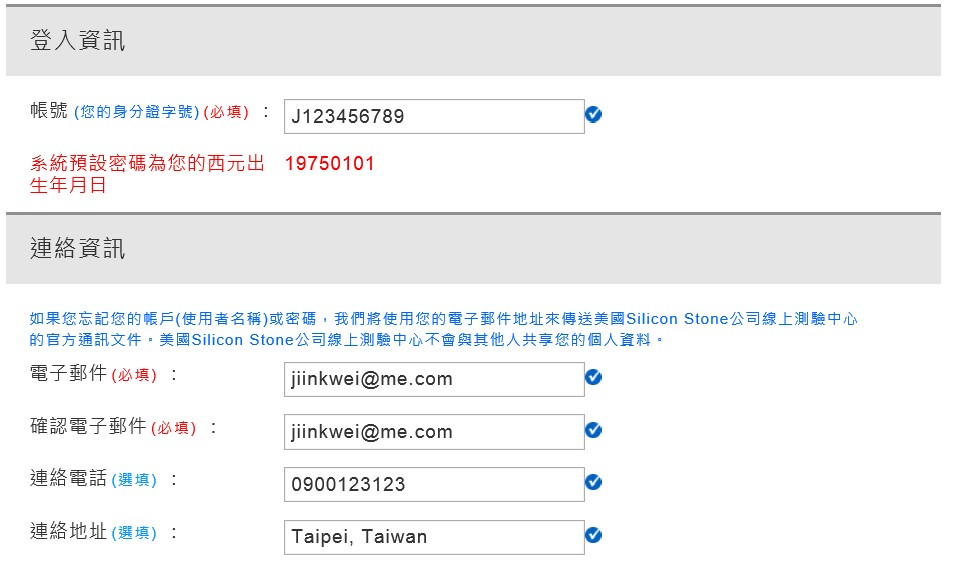 登入資訊
帳號 (您的身分證字號)(必填) ： J123456789
系統預設密碼為您的西元出 19750101
生年月日
連絡資訊
如果您忘記您的帳戶(使用者名稱)或密碼，我們將使用您的電子郵件地址來傳送美國Silicon Stone公司線上測驗中心
的官方通訊文件。美國Silicon Stone公司線上測驗中心不會與其他人共享您的個人資料。
電子郵件(必填) ： jiinkwei@me.com
確認電子郵件(必填) ： jiinkwei@me.com
連絡電話(選填) ： 0900123123
連絡地址(選填) ： Taipei, Taiwan